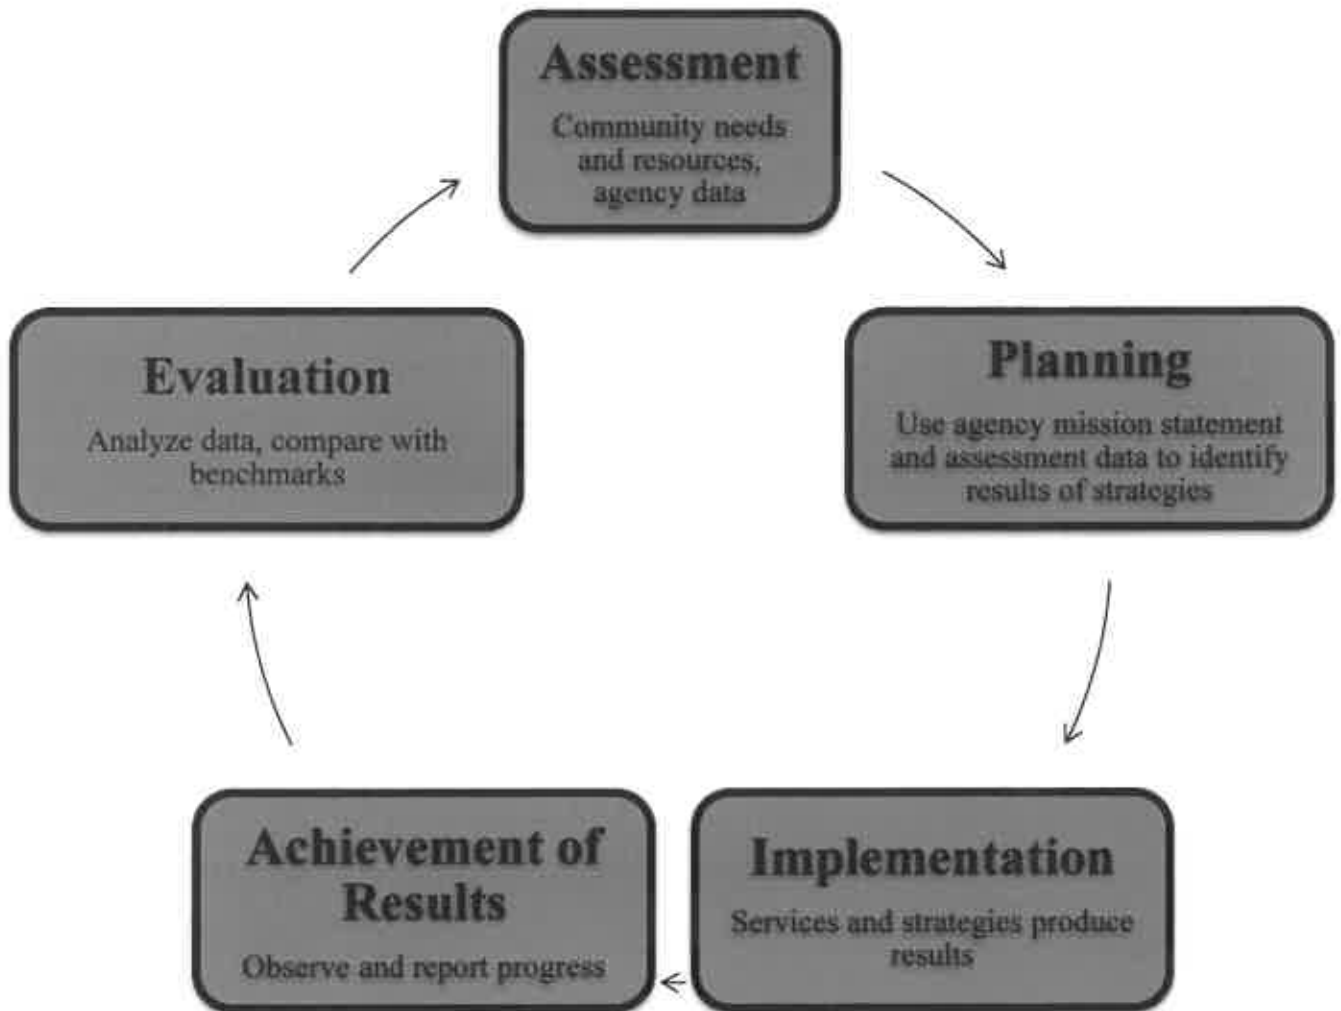 Assessment
Community needs
and resources,
agency data
Planning
Use agency mission statement
and assessment data to identify
results of strategies
Implementation
Services and strategies produce
results
Achievement of
Results
Observe and report progress
Evaluation
Analyze data, compare with
benchmarks